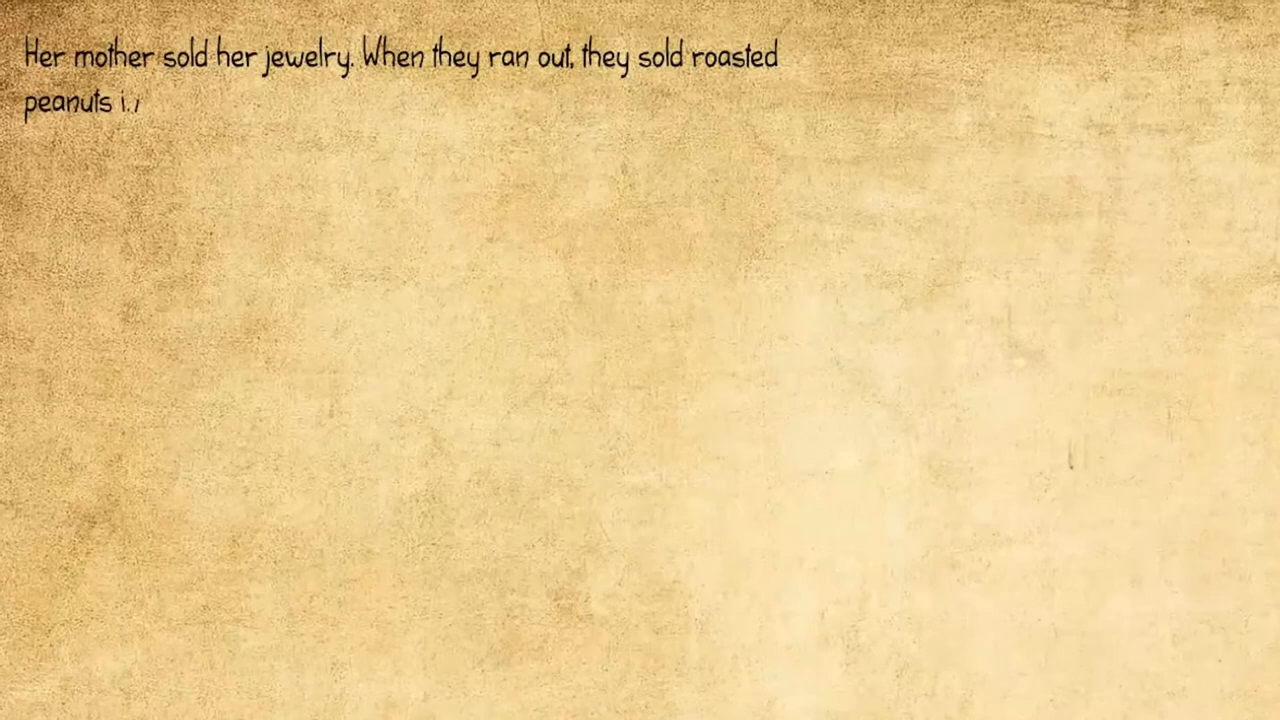 Her mother sold her jewelry. When they ran out, they sold roasted
peanuts